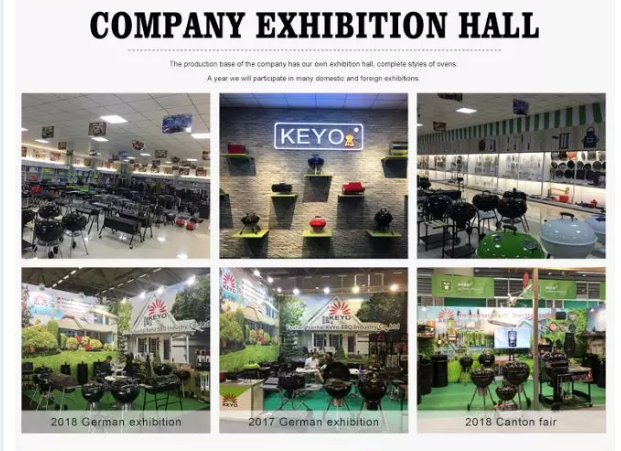 COMPANY EXHIBITION HALL
The production base of the company has our own exhibition hall, complete styles of ovens.
A year we will participate in many domestic and foreign exhibitions.
KEYO
KEYO
KEYO
KEYO
2018 German exhibition
2017 German exhibition
2018 Canton fair